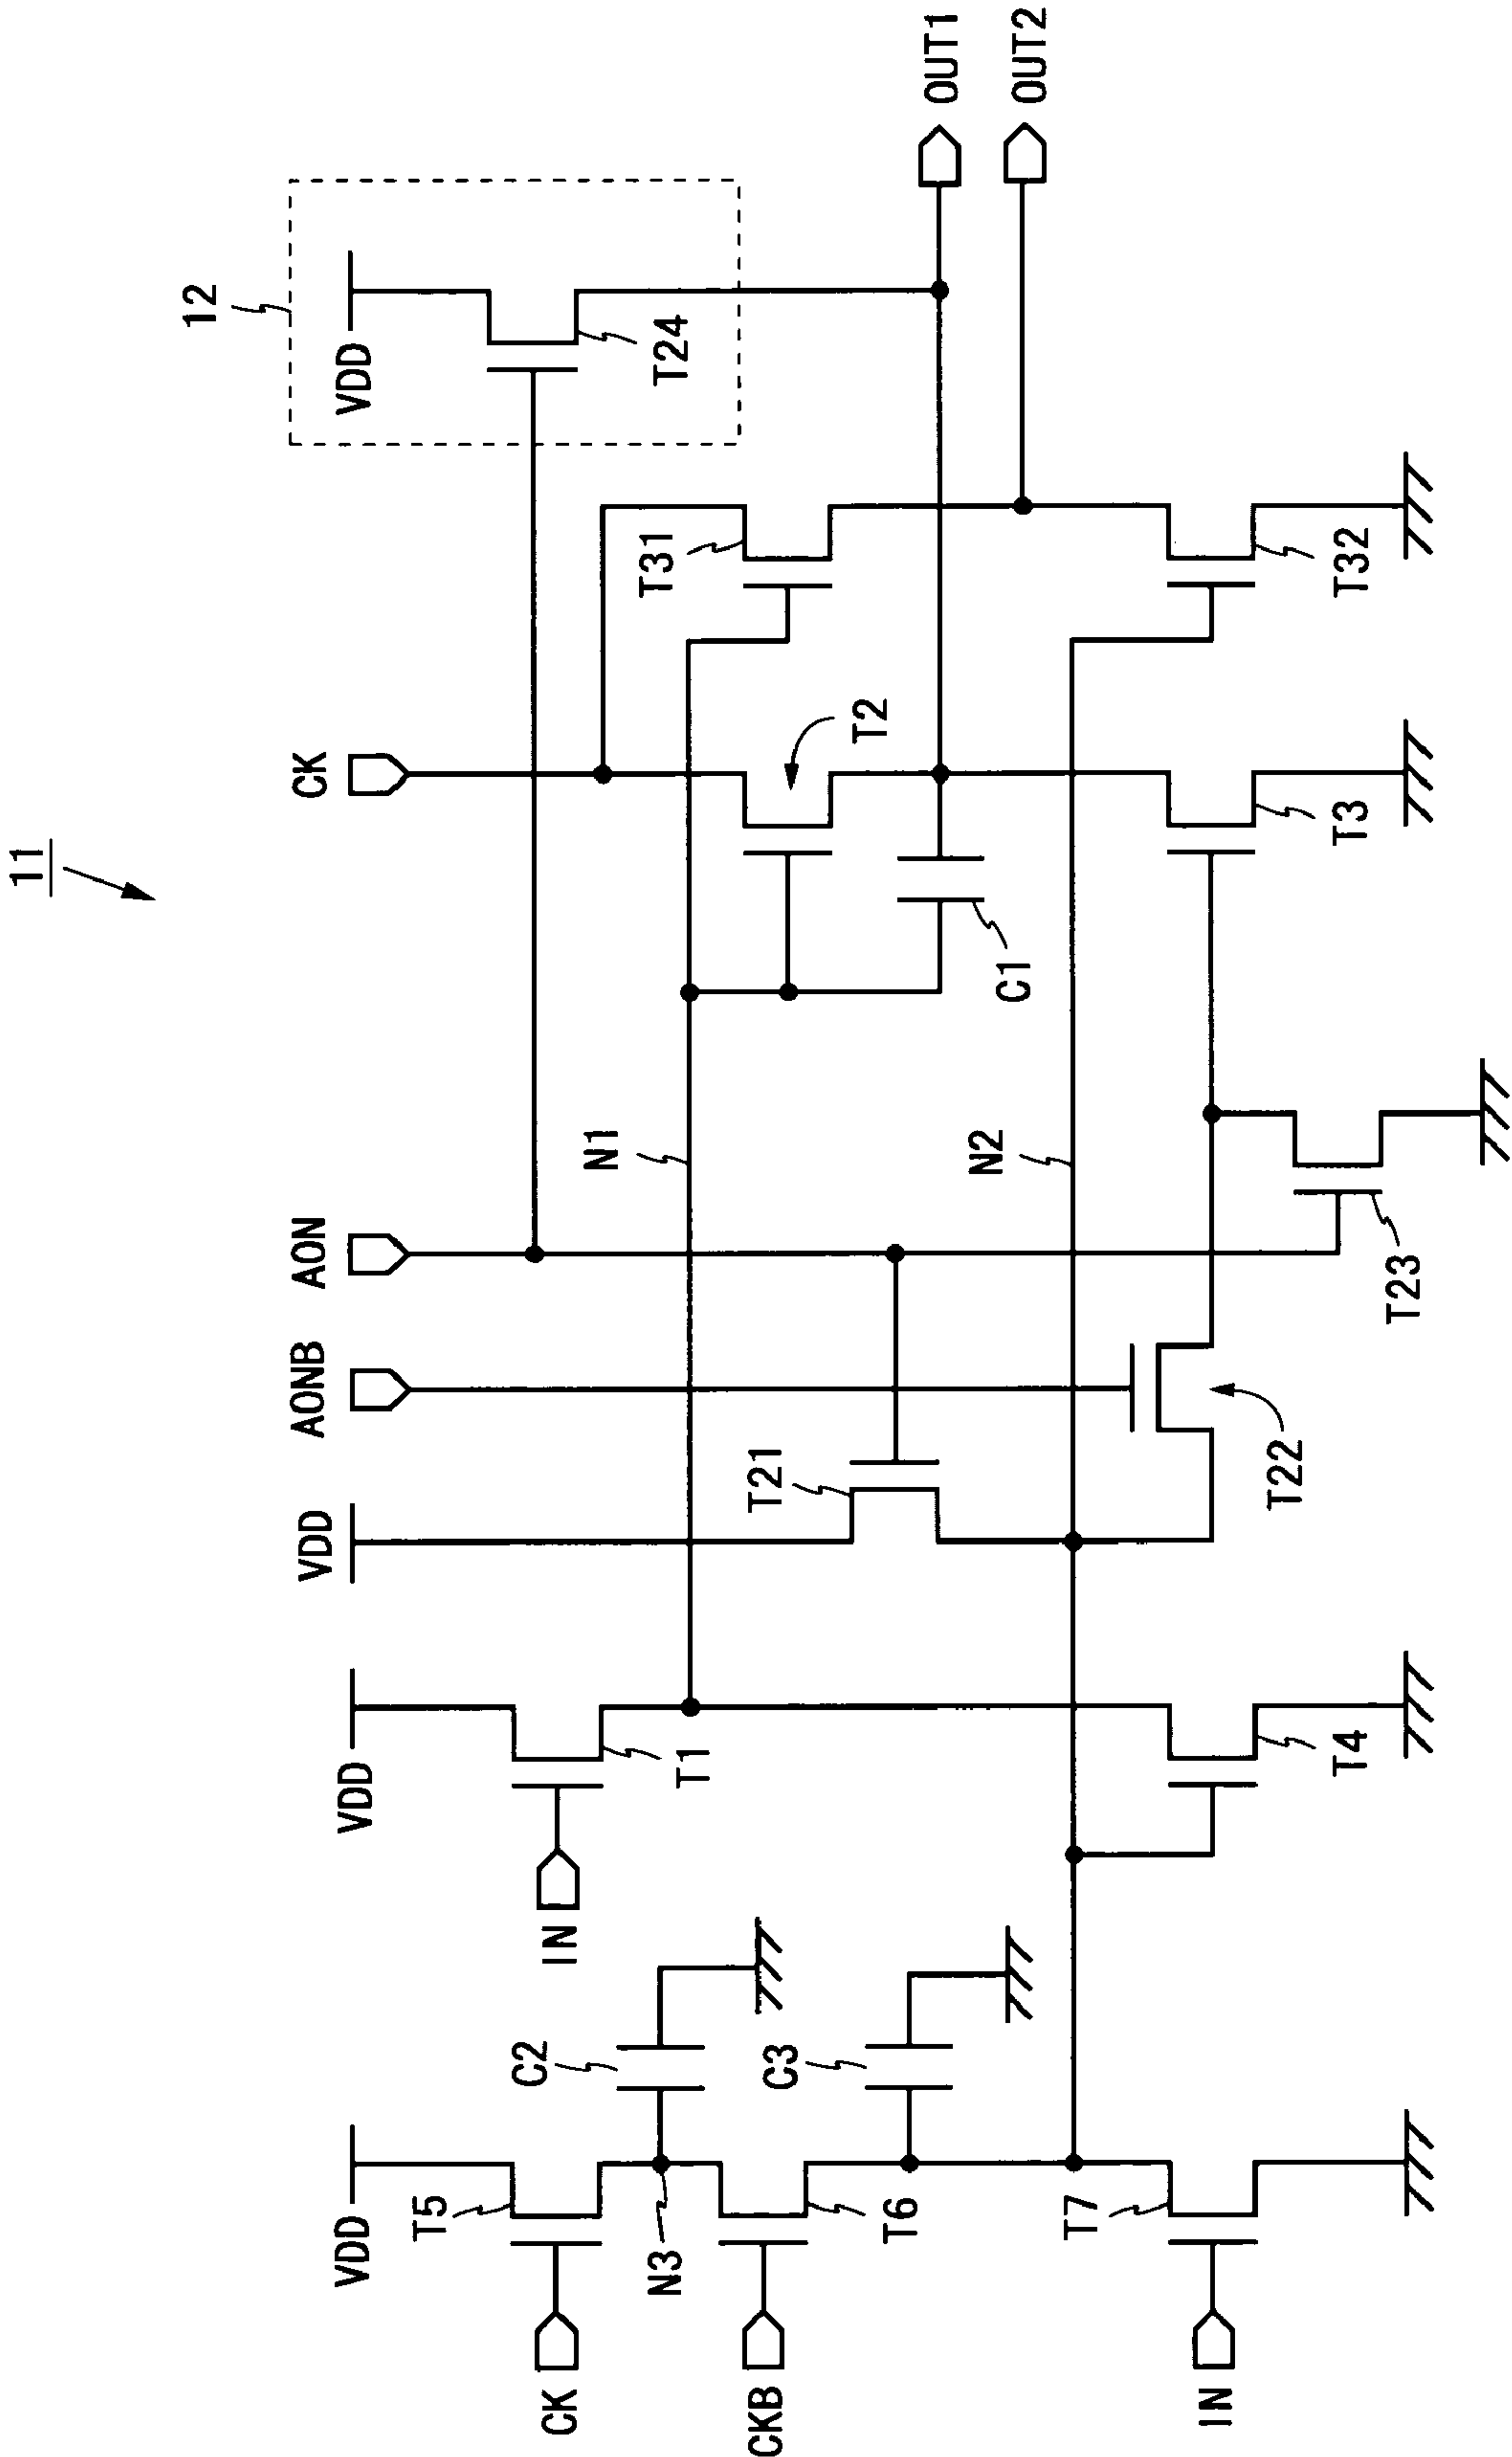 11
12
VDD
VDD
VDD
VDD
AONB
AON
CK
T5
CK
N3
C2
IN
T1
T21
N1
T31
T24
CKB
T6
C3
T2
OUT1
C1
N2
OUT2
T7
IN
T4
T22
T23
T3
T32